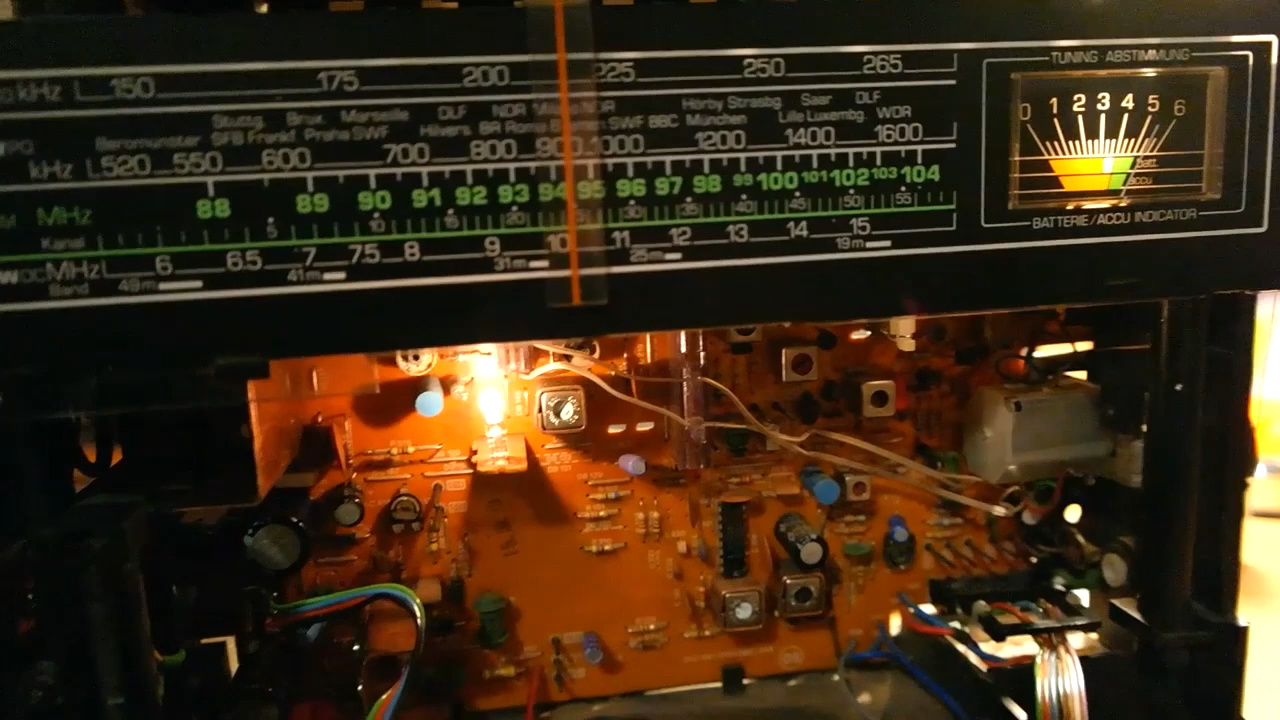 TUNING ABSTIMMUNG
kHz 150 175 200 225 250 265
0 1 2 3 4 5 6
Stuttg. Brux. Marseille DLF NDR NDR Hörby Strasbg. Saar DLF
Beromünster SFB Frankf. Praha SWF Hilvers. BR Roma SWF BBC München Lille Luxembg. WDR
kHz 520 550 600 700 800 900 1000 1200 1400 1600
batt.
accu
MHz 88 89 90 91 92 93 94 95 96 97 98 99 100 101 102 103 104
BATTERIE/ACCU INDICATOR
Kanal 5 10 15 20 30 35 40 45 50 55
MHz 6 6.5 7 7.5 8 9 10 11 12 13 14 15
Band 49m 41m 31m 25m 19m